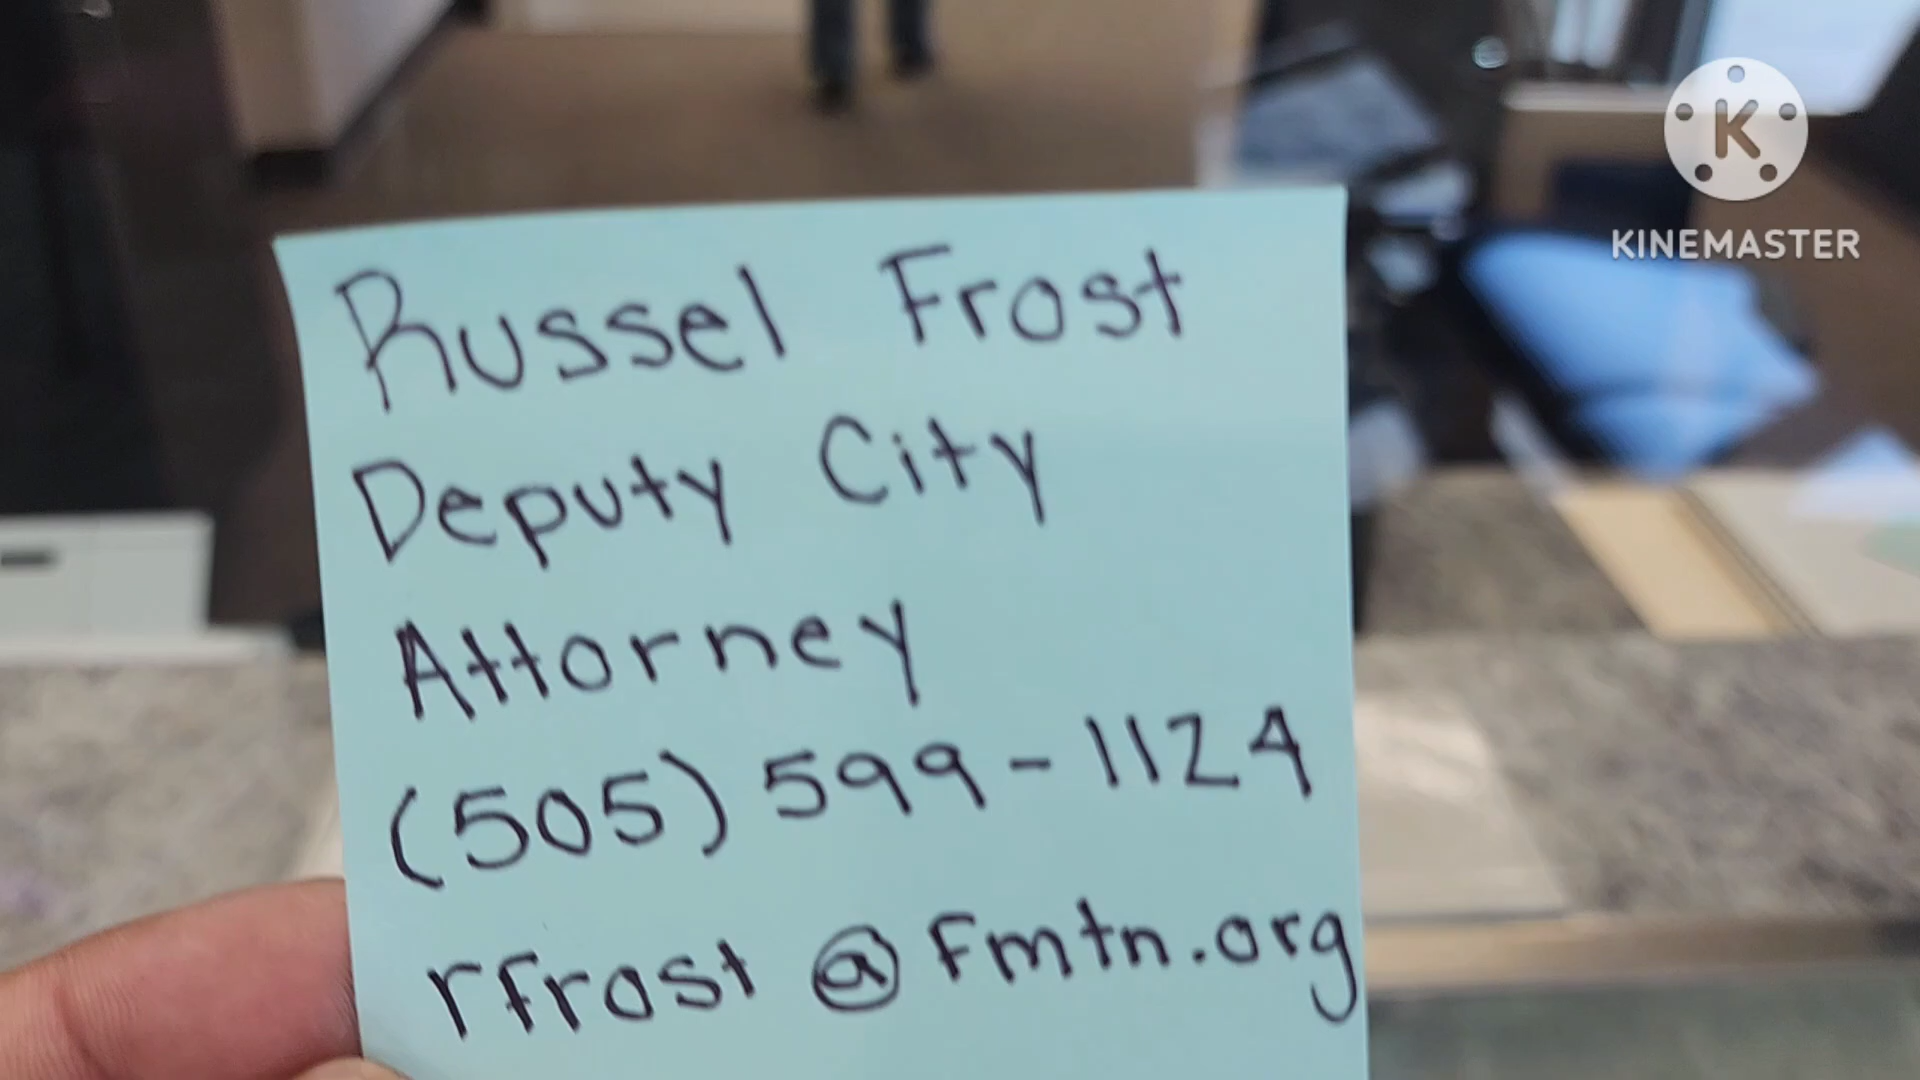 Russel Frost
Deputy City
Attorney
(505) 599-1124
rfrost@fmtn.org
K
KINEMASTER